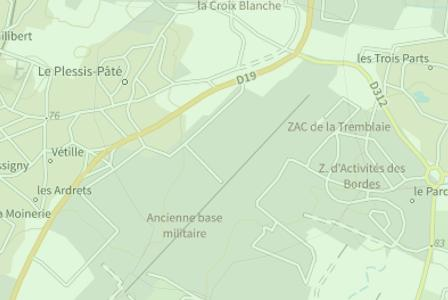 la Croix Blanche
ilibert
les Trois Parts
Le Plessis-Pâté
D19
D312
76
ZAC de la Tremblaie
Vétille
ssigny
Z. d'Activités des
Bordes
les Ardrets
le Parc
a Moinerie
Ancienne base
militaire
83